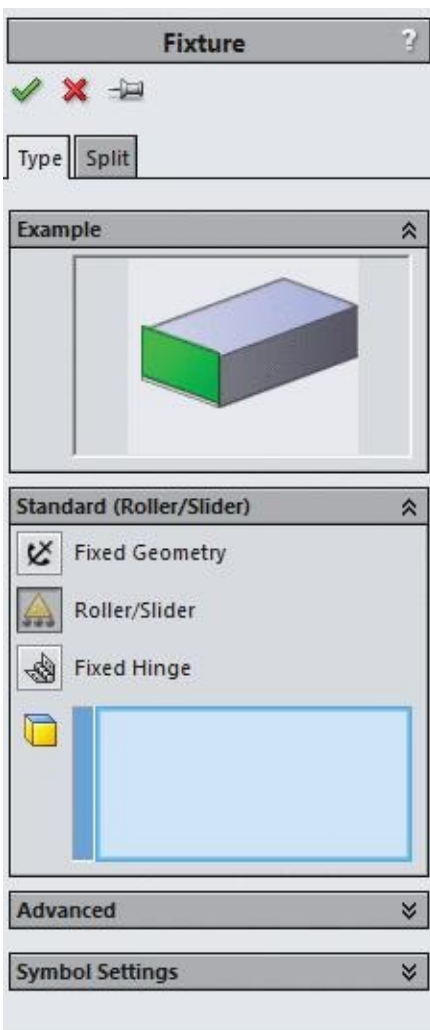 Fixture ?
Type Split
Example
Standard (Roller/Slider)
Fixed Geometry
Roller/Slider
Fixed Hinge
Advanced
Symbol Settings